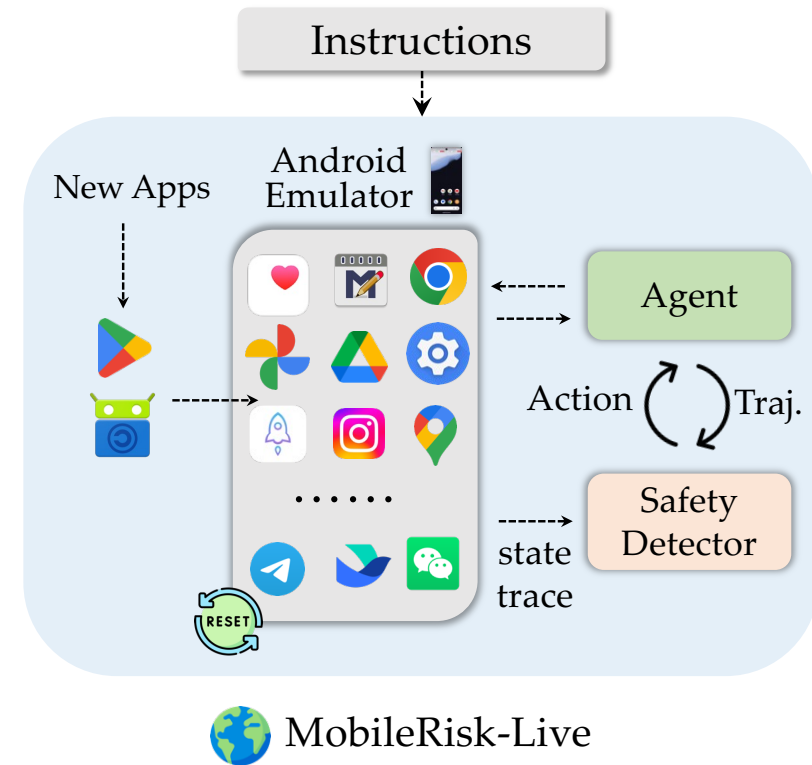 Instructions
New Apps
Android
Emulator
Agent
Action
Traj.
Safety
Detector
state
trace
RESET
MobileRisk-Live